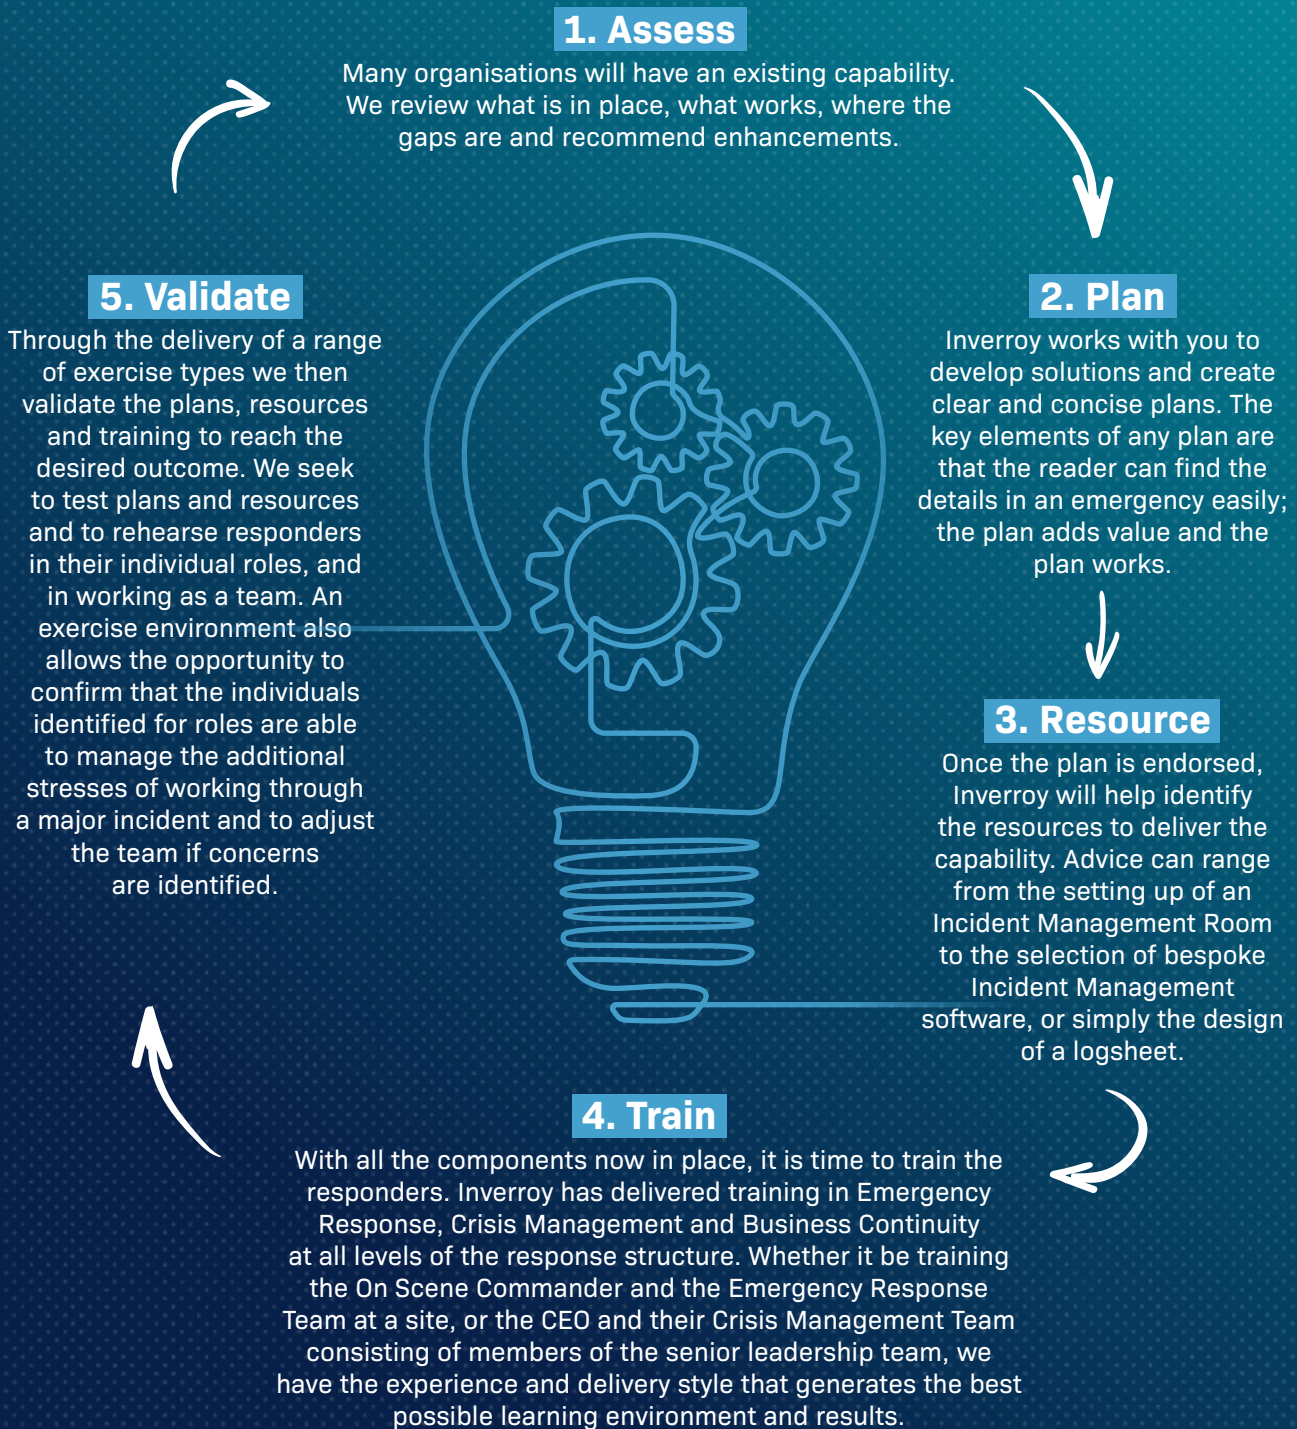 1. Assess
Many organisations will have an existing capability.
We review what is in place, what works, where the
gaps are and recommend enhancements.
2. Plan
Inverroy works with you to
develop solutions and create
clear and concise plans. The
key elements of any plan are
that the reader can find the
details in an emergency easily;
the plan adds value and the
plan works.
3. Resource
Once the plan is endorsed,
Inverroy will help identify
the resources to deliver the
capability. Advice can range
from the setting up of an
Incident Management Room
to the selection of bespoke
Incident Management
software, or simply the design
of a logsheet.
4. Train
With all the components now in place, it is time to train the
responders. Inverroy has delivered training in Emergency
Response, Crisis Management and Business Continuity
at all levels of the response structure. Whether it be training
the On Scene Commander and the Emergency Response
Team at a site, or the CEO and their Crisis Management Team
consisting of members of the senior leadership team, we
have the experience and delivery style that generates the best
possible learning environment and results.
5. Validate
Through the delivery of a range
of exercise types we then
validate the plans, resources
and training to reach the
desired outcome. We seek
to test plans and resources
and to rehearse responders
in their individual roles, and
in working as a team. An
exercise environment also
allows the opportunity to
confirm that the individuals
identified for roles are able
to manage the additional
stresses of working through
a major incident and to adjust
the team if concerns
are identified.